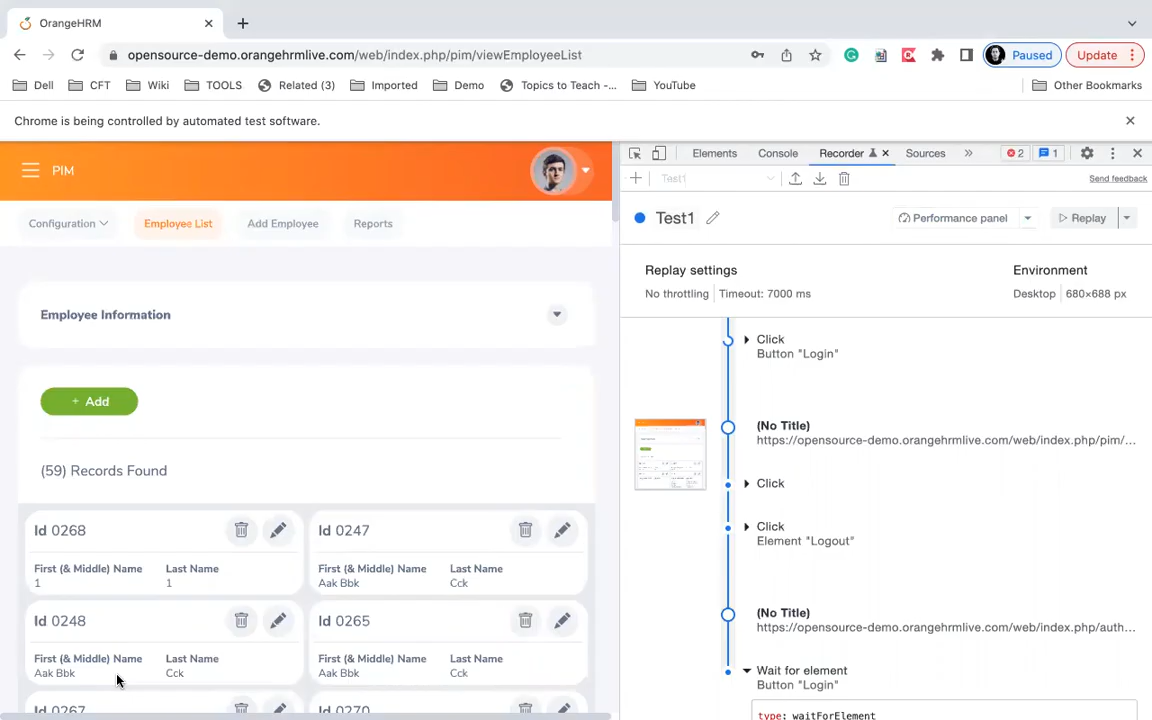 OrangeHRM
opensource-demo.orangehrmlive.com/web/index.php/pim/viewEmployeeList
Paused
Update
Dell
CFT
Wiki
TOOLS
Related (3)
Imported
Demo
Topics to Teach -...
YouTube
Other Bookmarks
Chrome is being controlled by automated test software.
PIM
Configuration
Employee List
Add Employee
Reports
Employee Information
+ Add
(59) Records Found
Id 0268
First (& Middle) Name
Last Name
1
1
Id 0247
First (& Middle) Name
Last Name
Aak Bbk
Cck
Id 0248
First (& Middle) Name
Last Name
Aak Bbk
Cck
Id 0265
First (& Middle) Name
Last Name
Aak Bbk
Cck
Id 0267
Id 0270
Elements
Console
Recorder
Sources
2
1
Test1
Send feedback
Test1
Performance panel
Replay
Replay settings
No throttling
Timeout: 7000 ms
Environment
Desktop
680×688 px
Click
Button "Login"
(No Title)
https://opensource-demo.orangehrmlive.com/web/index.php/pim/...
Click
Click
Element "Logout"
(No Title)
https://opensource-demo.orangehrmlive.com/web/index.php/auth...
Wait for element
Button "Login"
type: waitForElement